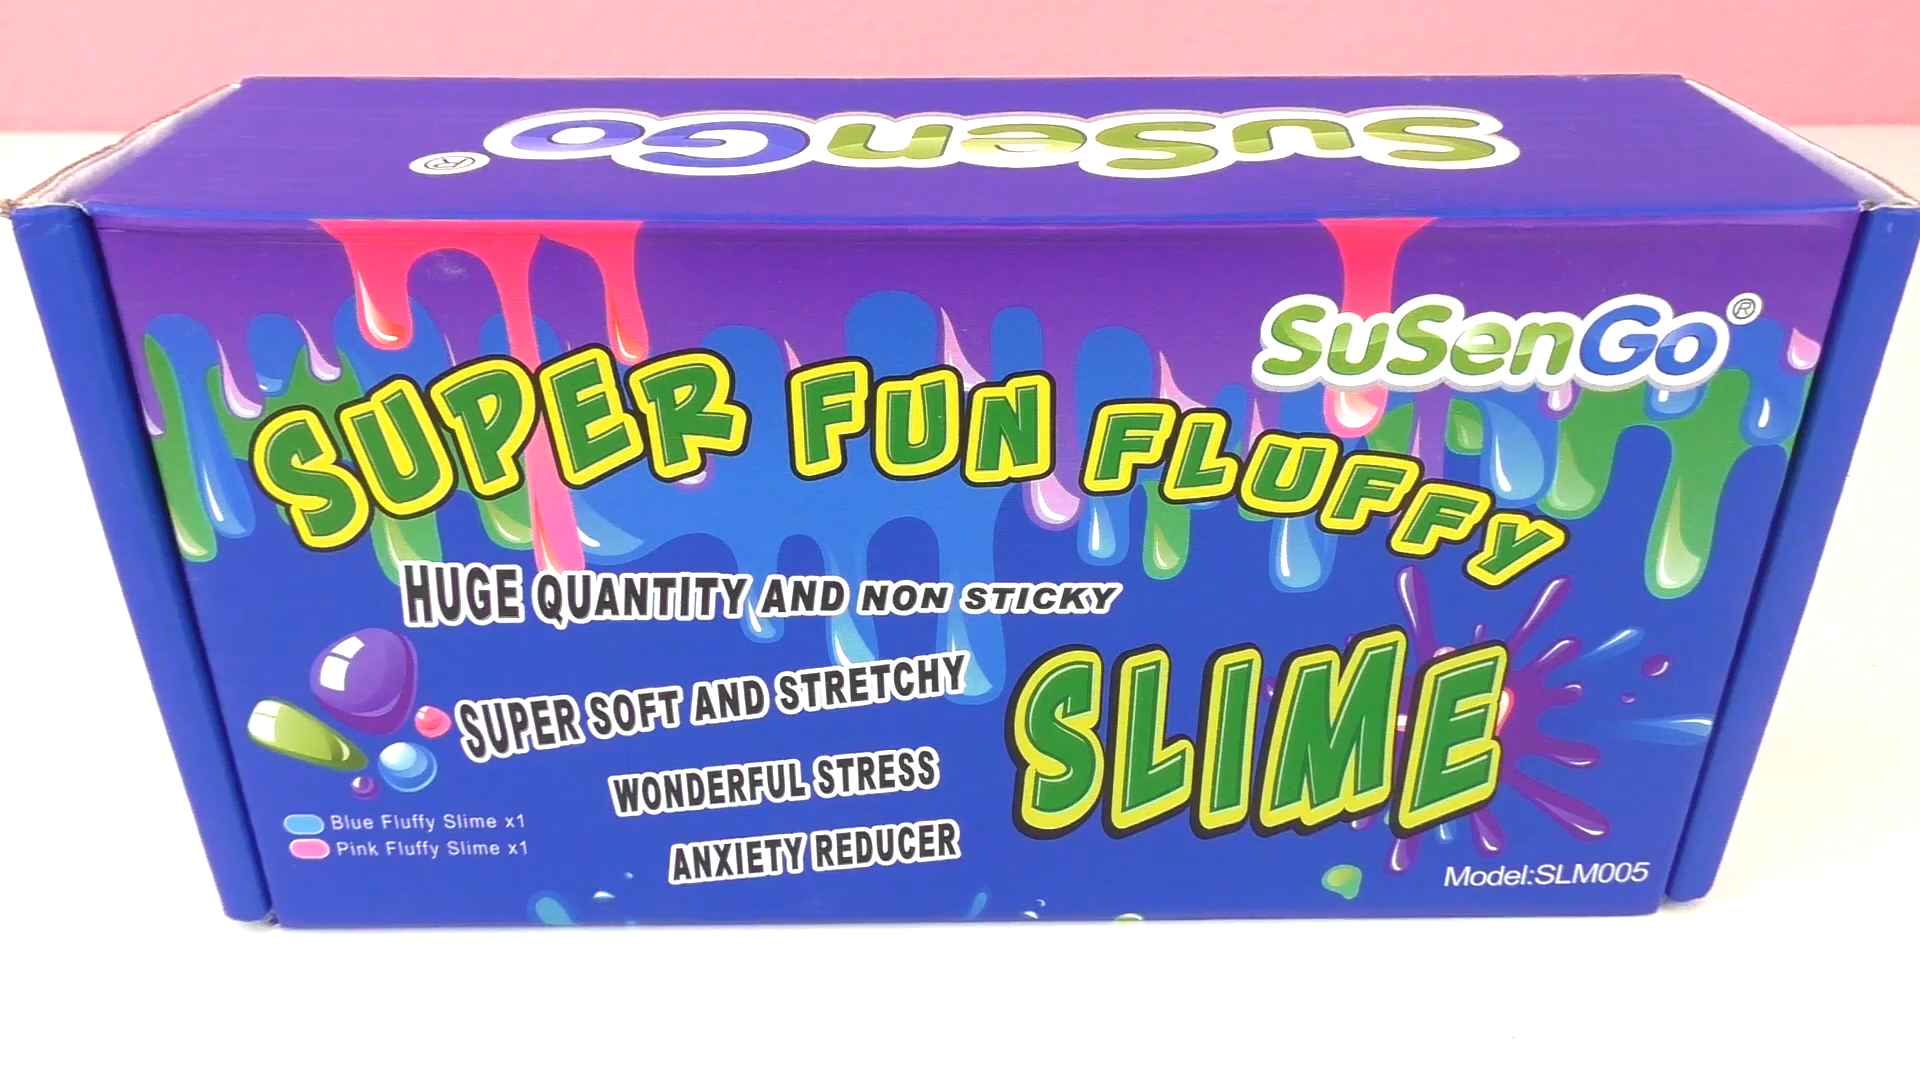 SuSenGo®
SuSenGo®
SUPER FUN FLUFFY
HUGE QUANTITY AND NON STICKY
SUPER SOFT AND STRETCHY
SLIME
WONDERFUL STRESS
ANXIETY REDUCER
Blue Fluffy Slime x1
Pink Fluffy Slime x1
Model:SLM005